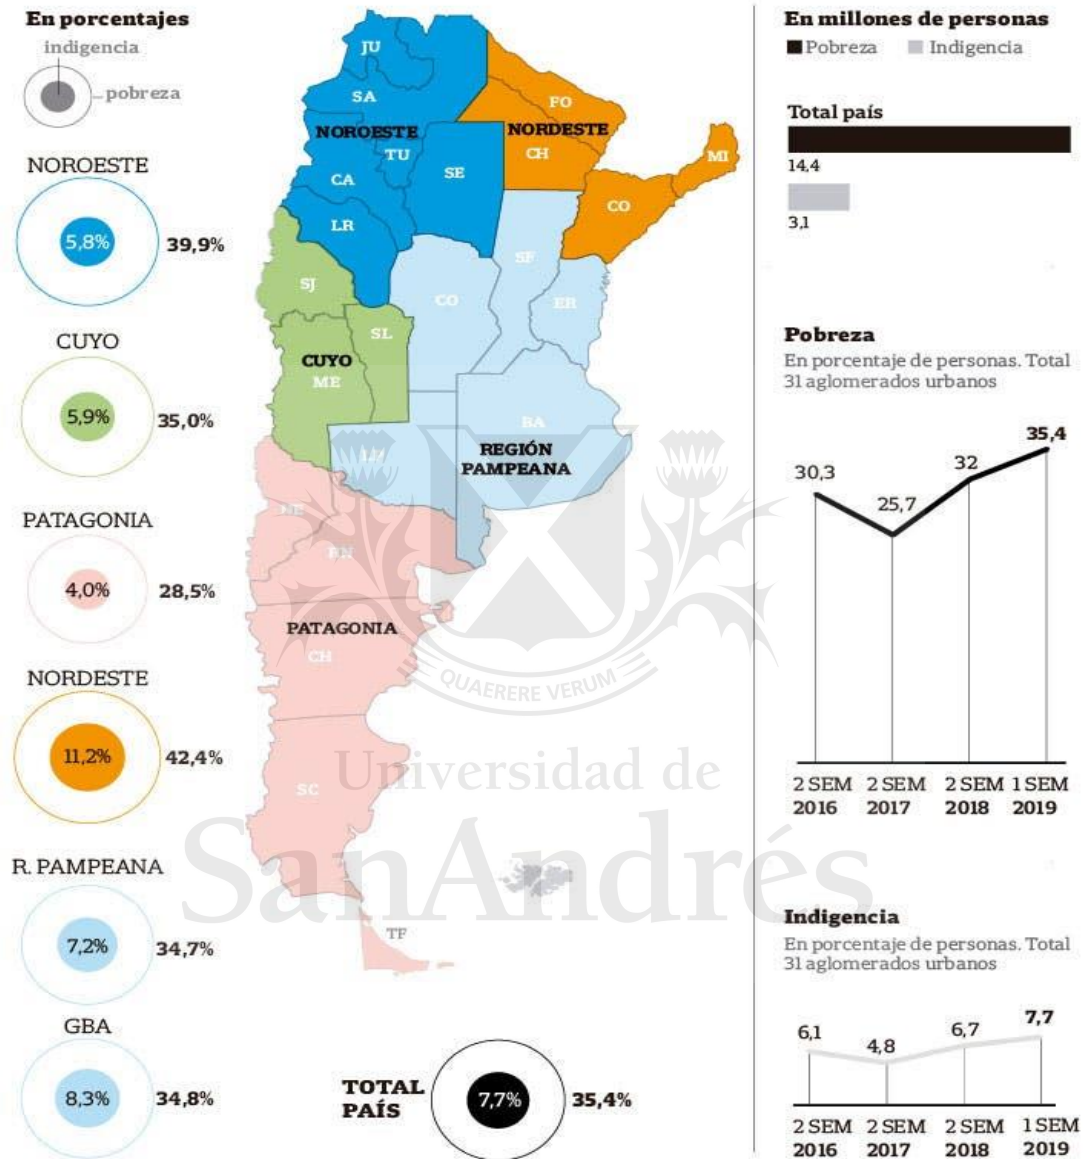 En porcentajes
indigencia
pobreza
NOROESTE
5,8%
39,9%
CUYO
5,9%
35,0%
PATAGONIA
4,0%
28,5%
NORDESTE
11,2%
42,4%
R. PAMPEANA
7,2%
34,7%
GBA
8,3%
34,8%
JU
SA
NOROESTE
TU
CA
SE
LR
FO
NORDESTE
CH
MI
CO
SJ
SL
CUYO
ME
CO
SF
ER
BA
REGIÓN
PAMPEANA
LP
NE
RN
PATAGONIA
CH
SC
TF
QUAERERE VERUM
Universidad de
SanAndrés
TOTAL
PAÍS
7,7%
35,4%
En millones de personas
Pobreza
Indigencia
Total país
14,4
3,1
Pobreza
En porcentaje de personas. Total
31 aglomerados urbanos
30,3
25,7
32
35,4
2 SEM 2 SEM 2 SEM 1 SEM
2016 2017 2018 2019
Indigencia
En porcentaje de personas. Total
31 aglomerados urbanos
6,1
4,8
6,7
7,7
2 SEM 2 SEM 2 SEM 1 SEM
2016 2017 2018 2019